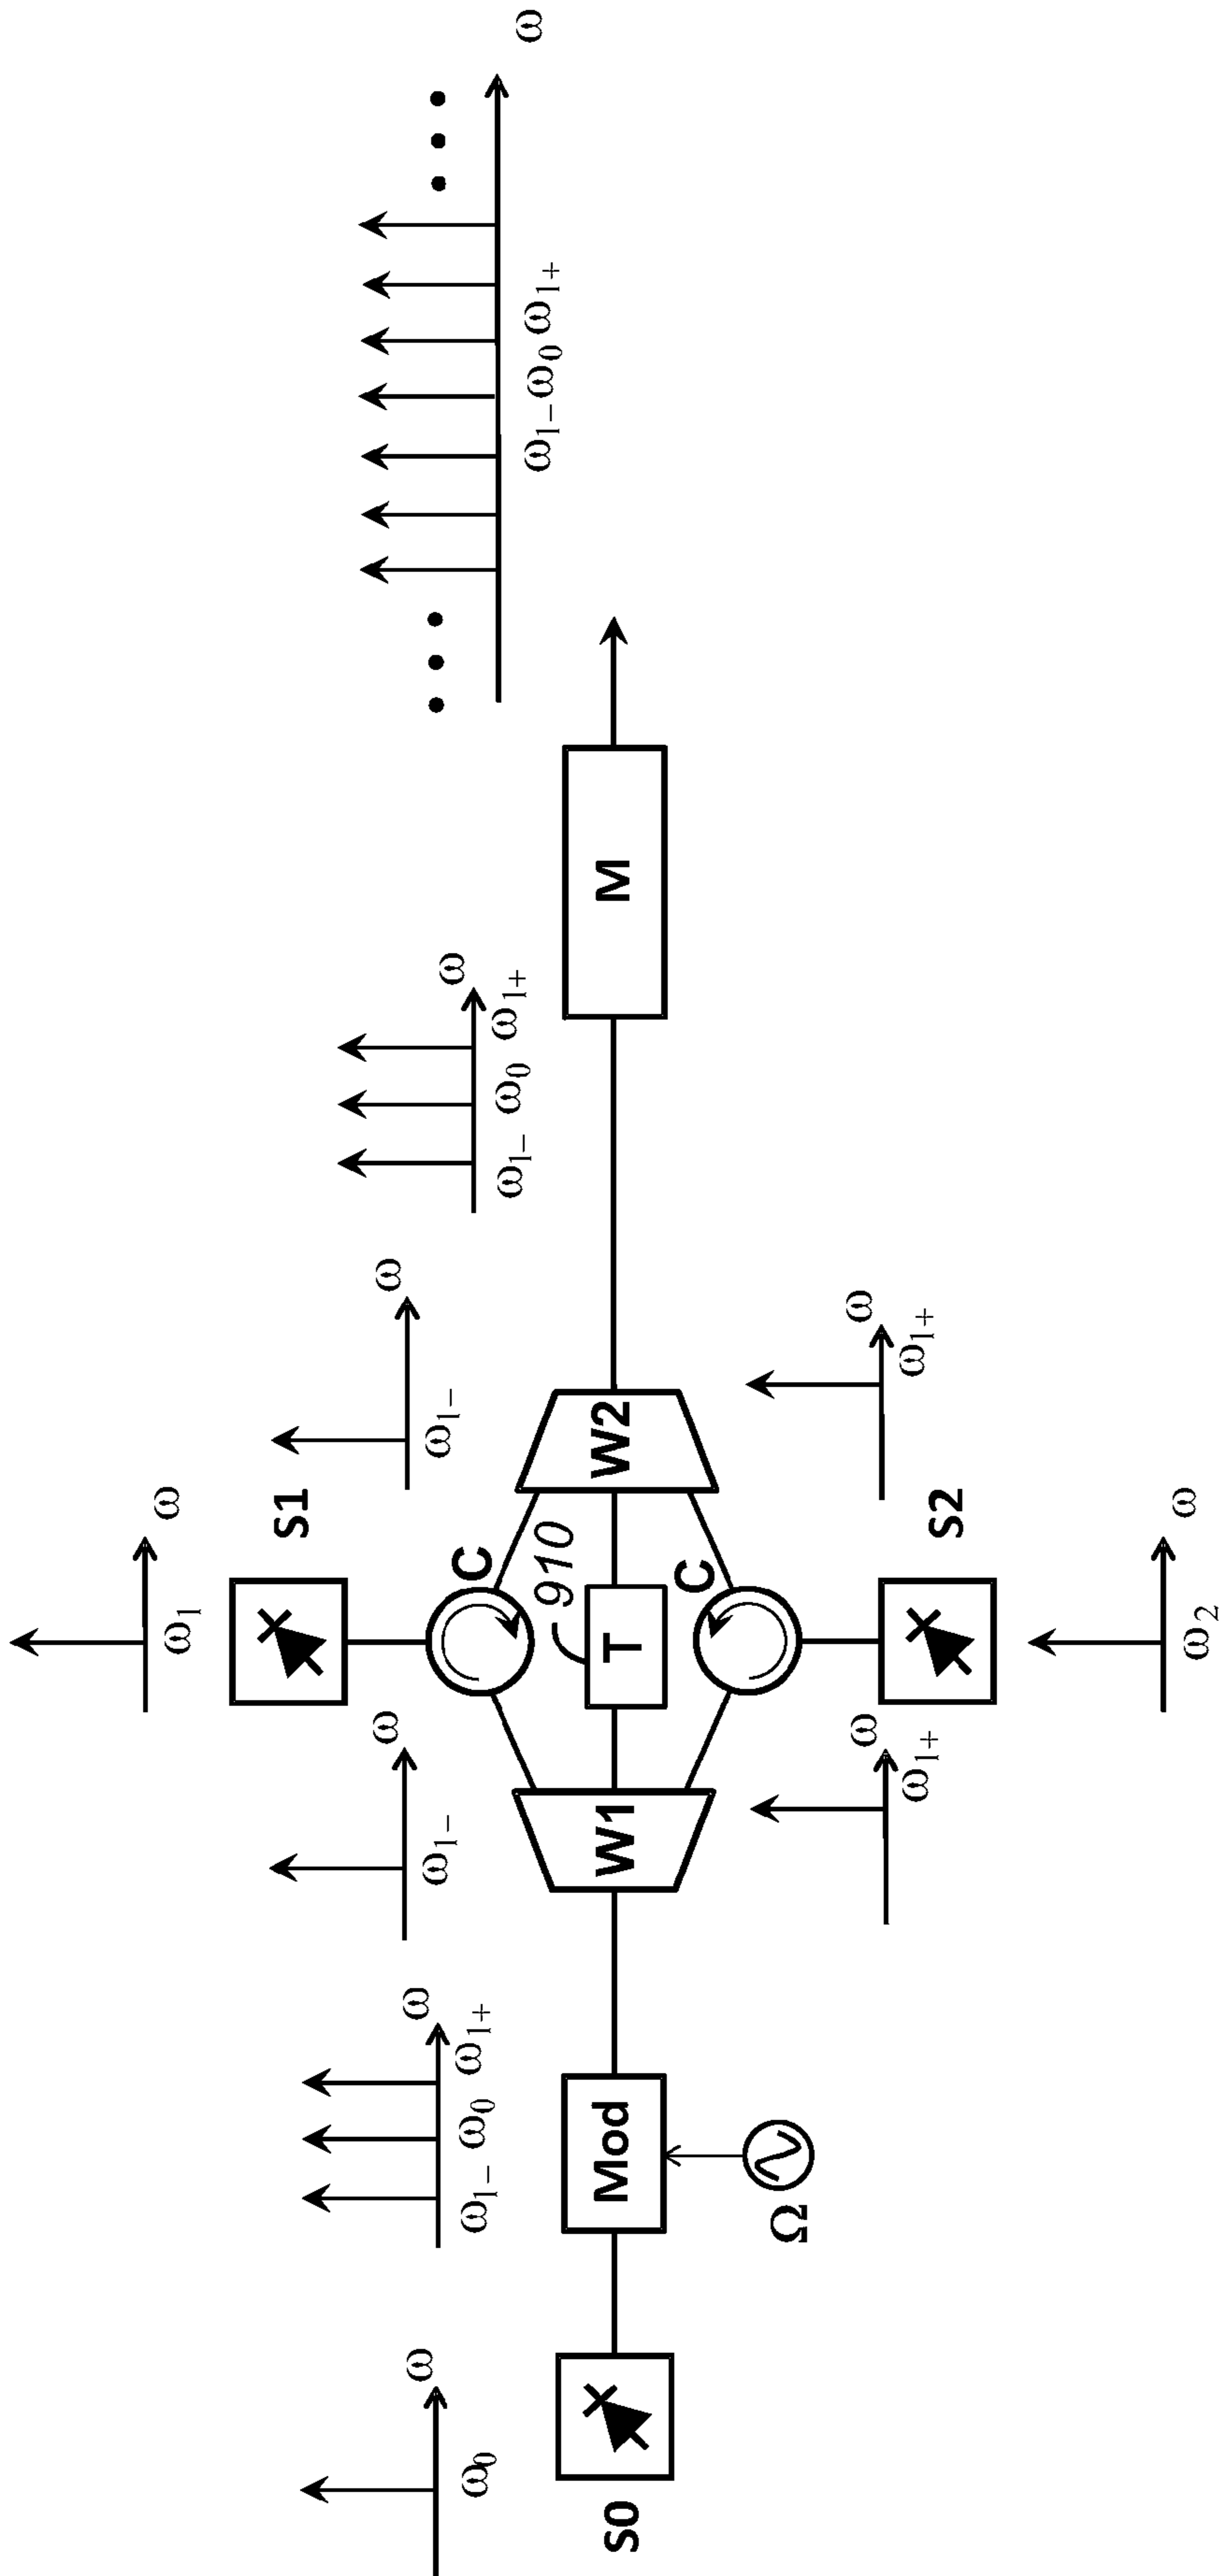 ω₁ ω
S1
ω₀ ω
ω₁₋ ω₀ ω₁₊ ω
ω₁₋ ω
ω₁₋ ω
ω₁₋ ω₀ ω₁₊ ω
ω₁₋ ω₀ ω₁₊ ω
C
910
S0
Mod
W1
T
W2
M
C
Ω
ω₁₊ ω
ω₁₊ ω
S2
ω₂ ω